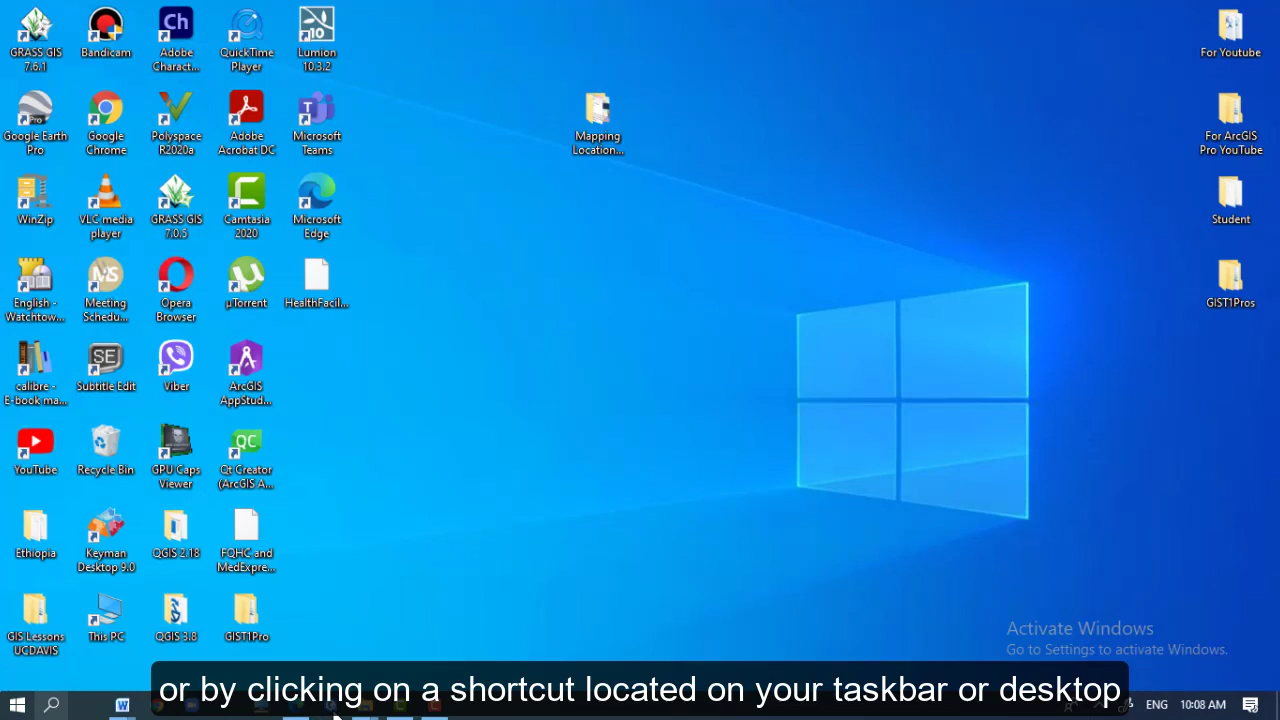 GRASS GIS
7.6.1
Bandicam
Adobe
Charact...
QuickTime
Player
Lumion
10.3.2
For Youtube
Google Earth
Pro
Google
Chrome
Polyspace
R2020a
Adobe
Acrobat DC
Microsoft
Teams
Mapping
Location...
For ArcGIS
Pro YouTube
WinZip
VLC media
player
GRASS GIS
7.0.5
Camtasia
2020
Microsoft
Edge
Student
English -
Watchtow...
Meeting
Schedu...
Opera
Browser
µTorrent
HealthFacil...
GIST1Pros
calibre -
E-book ma...
Subtitle Edit
Viber
ArcGIS
AppStud...
YouTube
Recycle Bin
GPU Caps
Viewer
Qt Creator
(ArcGIS A...
Ethiopia
Keyman
Desktop 9.0
QGIS 2.18
FQHC and
MedExpre...
GIS Lessons
UCDAVIS
This PC
QGIS 3.8
GIST1Pro
Activate Windows
Go to Settings to activate Windows.
or by clicking on a shortcut located on your taskbar or desktop
ENG
10:08 AM